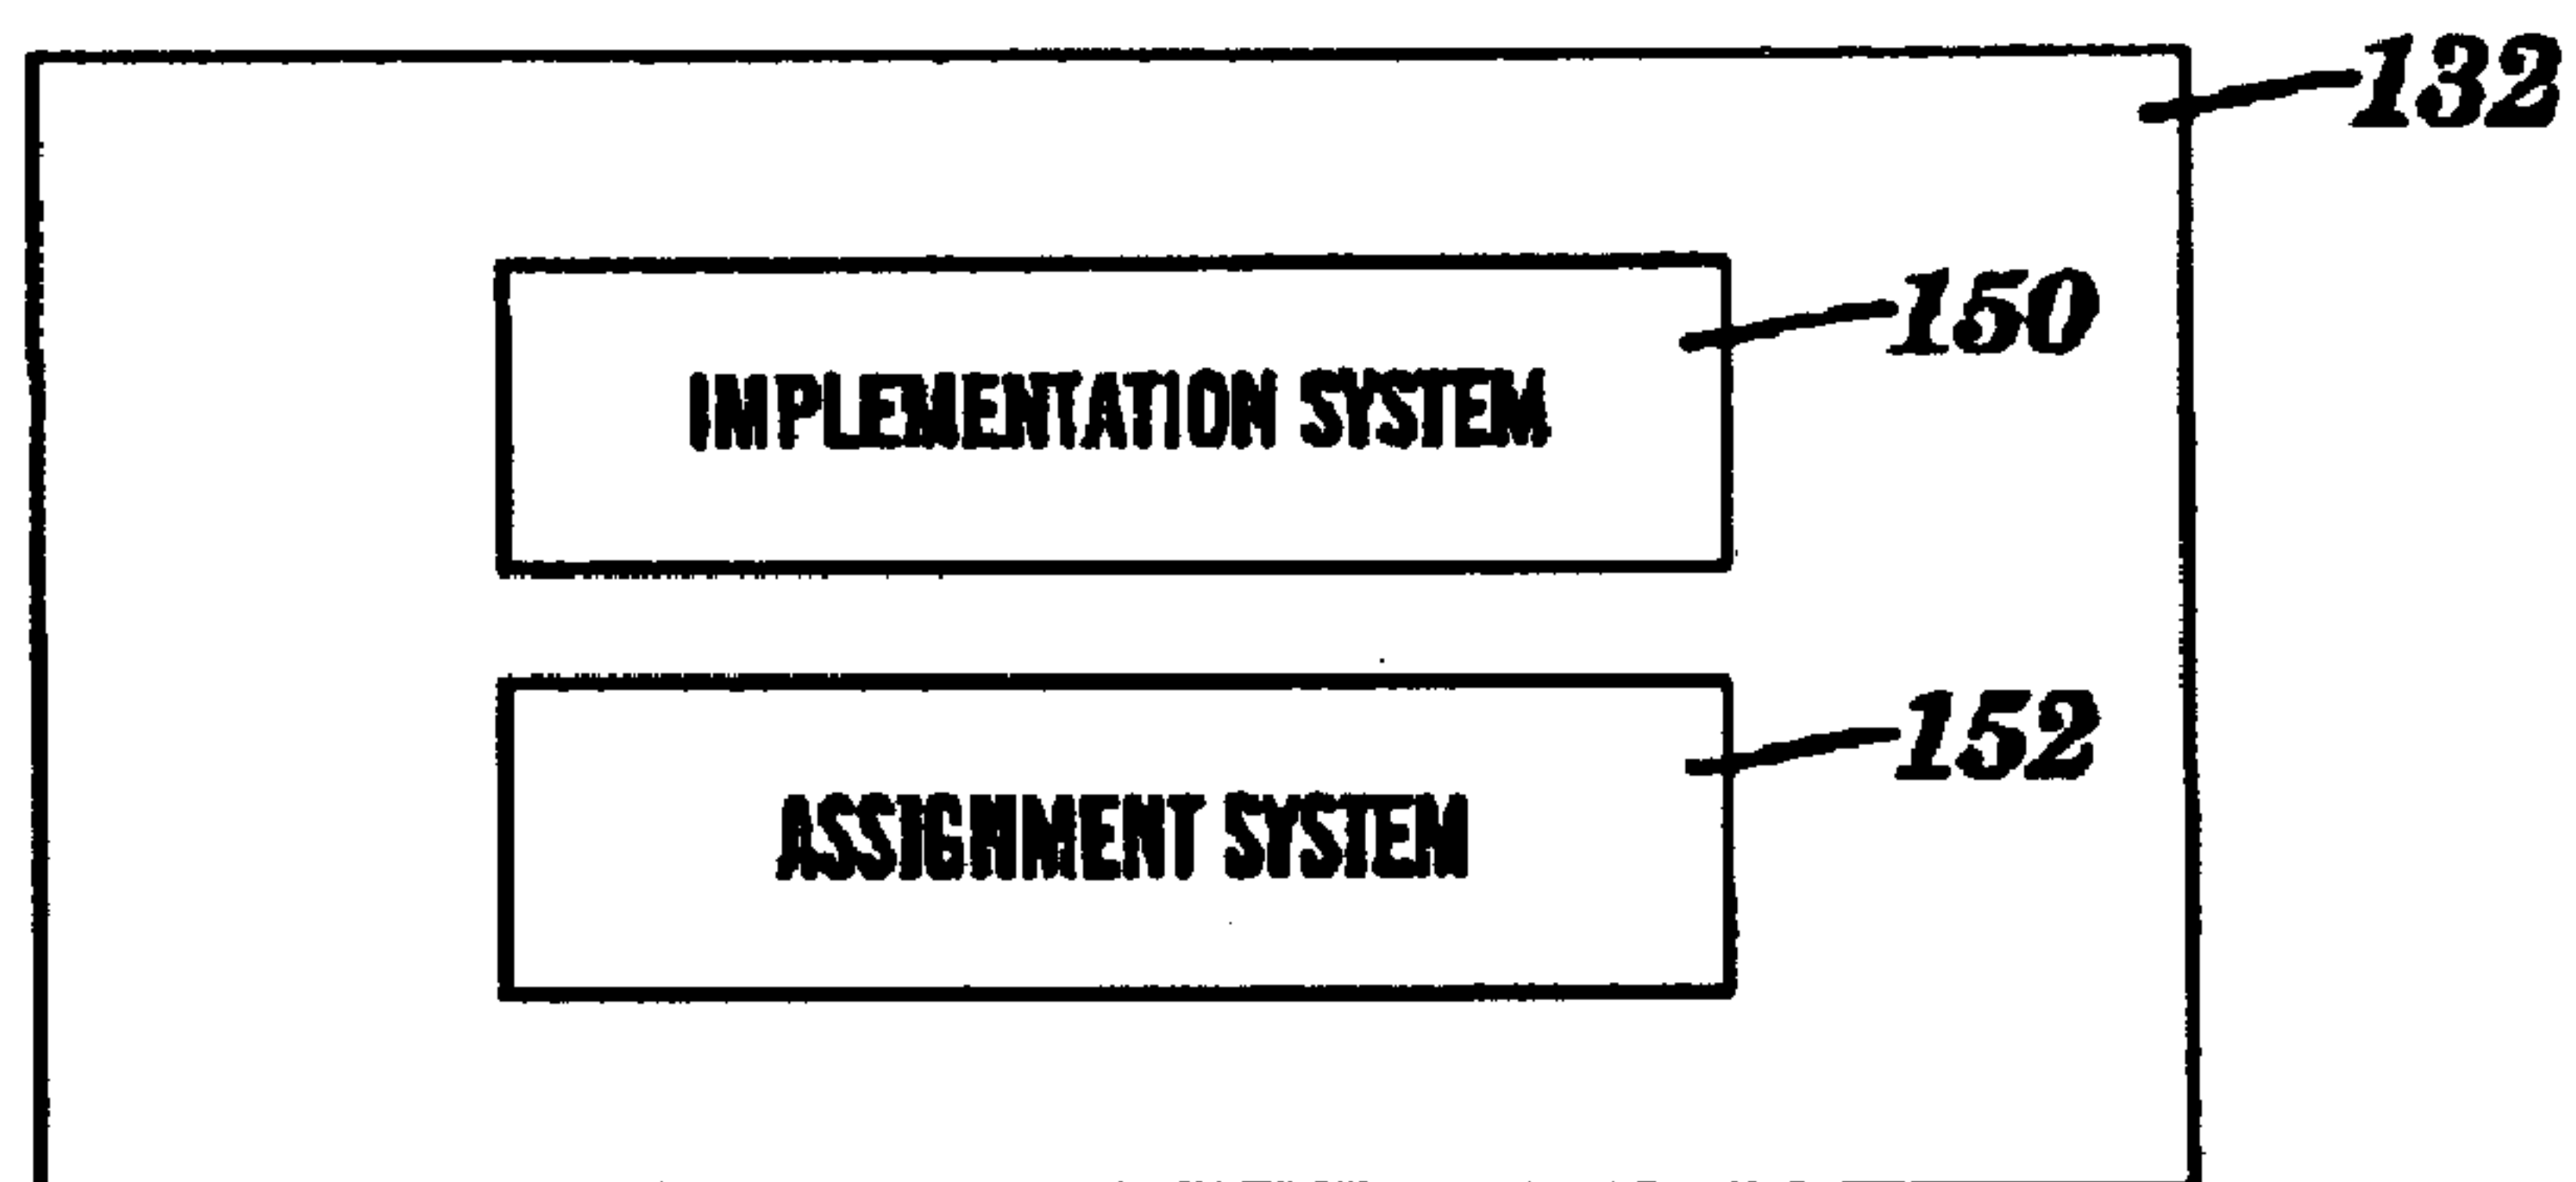 132
150
IMPLEMENTATION SYSTEM
152
ASSIGNMENT SYSTEM